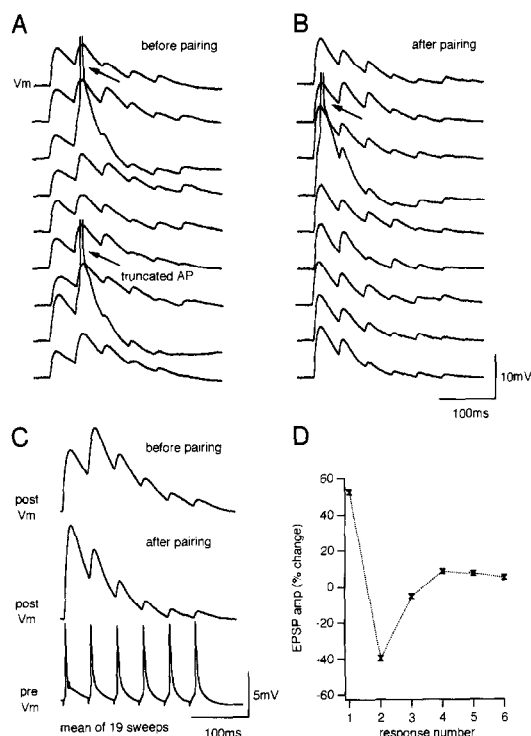 A
before pairing
Vm
truncated AP
B
after pairing
10mV
100ms
C
before pairing
post
Vm
after pairing
post
Vm
pre
Vm
5mV
mean of 19 sweeps
100ms
D
EPSP amp (% change)
60
40
20
0
-20
-40
-60
1 2 3 4 5 6
response number